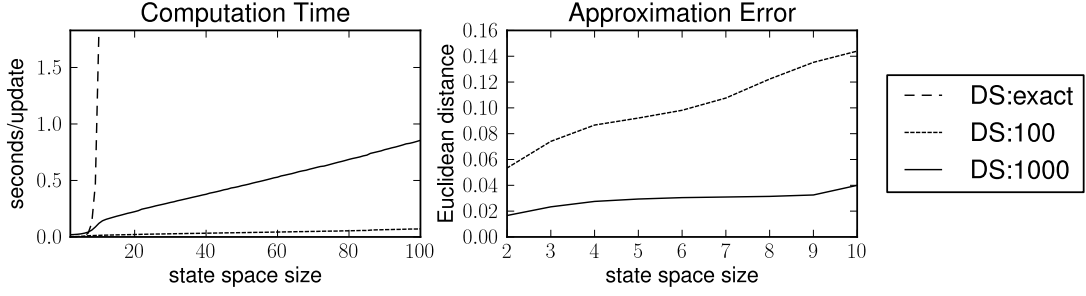 Computation Time
seconds/update
1.5
1.0
0.5
0.0
20 40 60 80 100
state space size
Approximation Error
Euclidean distance
0.16
0.14
0.12
0.10
0.08
0.06
0.04
0.02
0.00
2 3 4 5 6 7 8 9 10
state space size
DS:exact
DS:100
DS:1000